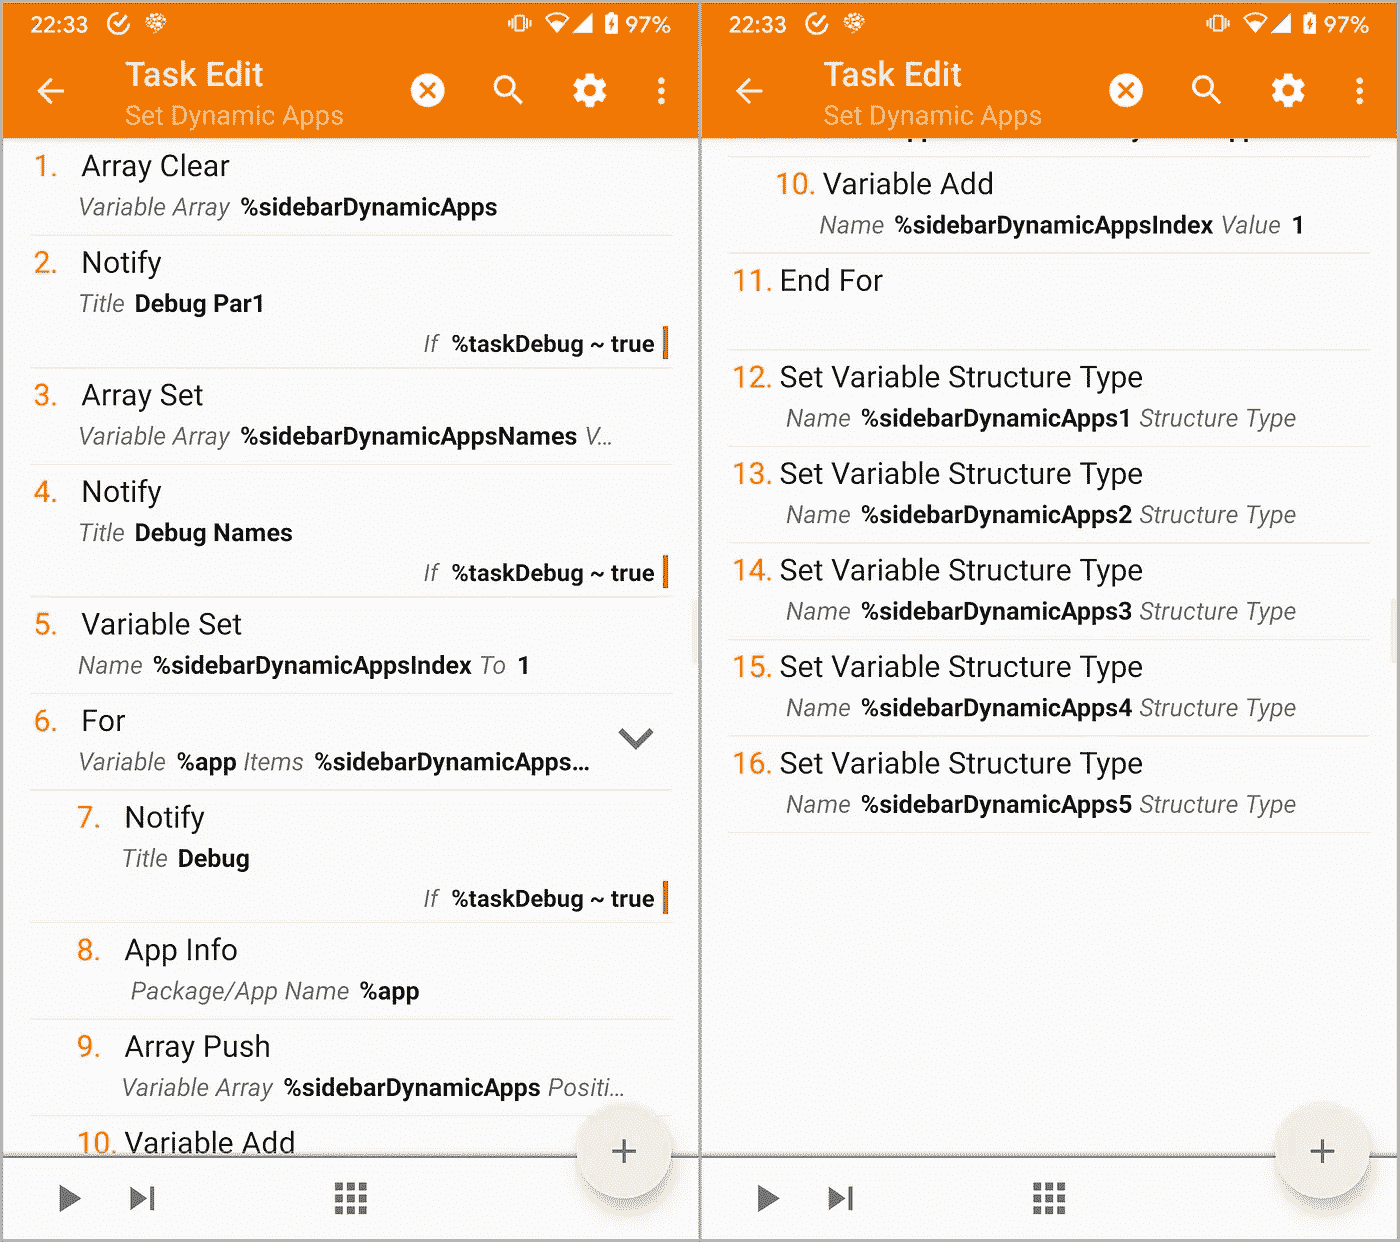 22:33 97%
Task Edit
Set Dynamic Apps
1. Array Clear
Variable Array %sidebarDynamicApps
2. Notify
Title Debug Par1
If %taskDebug ~ true
3. Array Set
Variable Array %sidebarDynamicAppsNames V...
4. Notify
Title Debug Names
If %taskDebug ~ true
5. Variable Set
Name %sidebarDynamicAppsIndex To 1
6. For
Variable %app Items %sidebarDynamicApps...
7. Notify
Title Debug
If %taskDebug ~ true
8. App Info
Package/App Name %app
9. Array Push
Variable Array %sidebarDynamicApps Positi...
10. Variable Add
22:33 97%
Task Edit
Set Dynamic Apps
10. Variable Add
Name %sidebarDynamicAppsIndex Value 1
11. End For
12. Set Variable Structure Type
Name %sidebarDynamicApps1 Structure Type
13. Set Variable Structure Type
Name %sidebarDynamicApps2 Structure Type
14. Set Variable Structure Type
Name %sidebarDynamicApps3 Structure Type
15. Set Variable Structure Type
Name %sidebarDynamicApps4 Structure Type
16. Set Variable Structure Type
Name %sidebarDynamicApps5 Structure Type